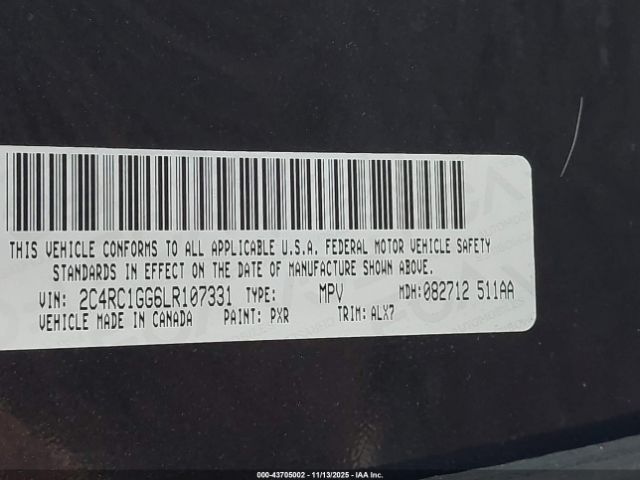 THIS VEHICLE CONFORMS TO ALL APPLICABLE U.S.A. FEDERAL MOTOR VEHICLE SAFETY
STANDARDS IN EFFECT ON THE DATE OF MANUFACTURE SHOWN ABOVE.
VIN: 2C4RC1GG6LR107331 TYPE: MPV MDH:082712 511AA
VEHICLE MADE IN CANADA PAINT: PXR TRIM: ALX7
000-43705002 - 11/13/2025 - IAA Inc.